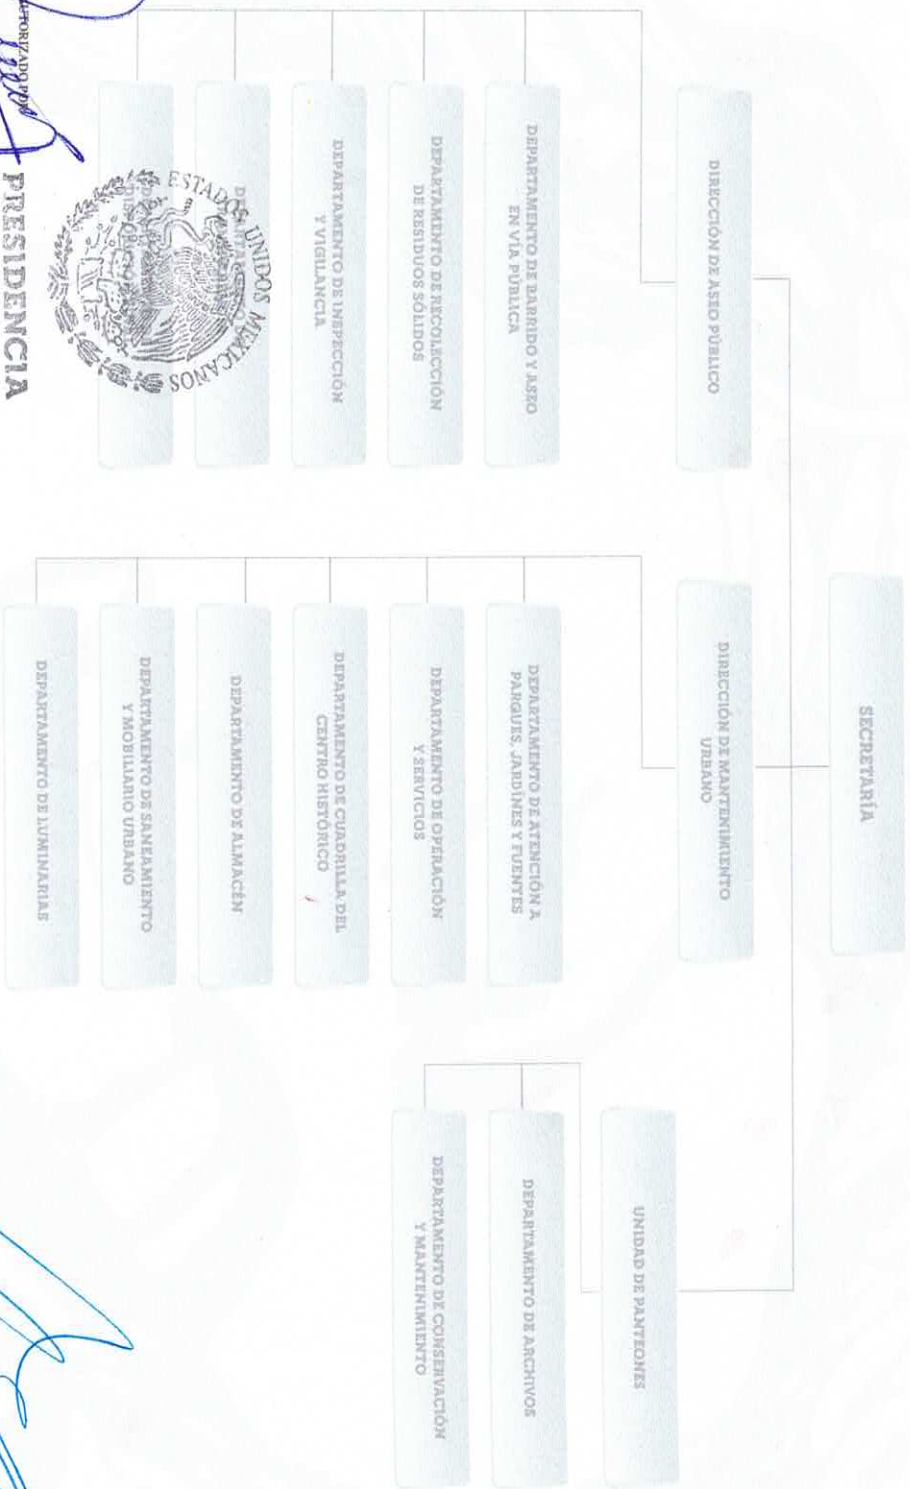 SECRETARÍA
DIRECCIÓN DE ASEO PÚBLICO
DEPARTAMENTO DE BARRIDO Y ASEO
EN VÍA PÚBLICA
DEPARTAMENTO DE RECOLECCIÓN
DE RESIDUOS SÓLIDOS
DEPARTAMENTO DE INSPECCIÓN
Y VIGILANCIA
DIRECCIÓN DE MANTENIMIENTO
URBANO
DEPARTAMENTO DE ATENCIÓN A
PARQUES, JARDINES Y FUENTES
DEPARTAMENTO DE OPERACIÓN
Y SERVICIOS
DEPARTAMENTO DE CUADRILLA DEL
CENTRO HISTÓRICO
DEPARTAMENTO DE ALMACÉN
DEPARTAMENTO DE SANEAMIENTO
Y MOBILIARIO URBANO
DEPARTAMENTO DE LUMINARIAS
UNIDAD DE PANTEONES
DEPARTAMENTO DE ARCHIVOS
DEPARTAMENTO DE CONSERVACIÓN
Y MANTENIMIENTO
ESTADOS UNIDOS MEXICANOS
AUTORIZADO POR
PRESIDENCIA